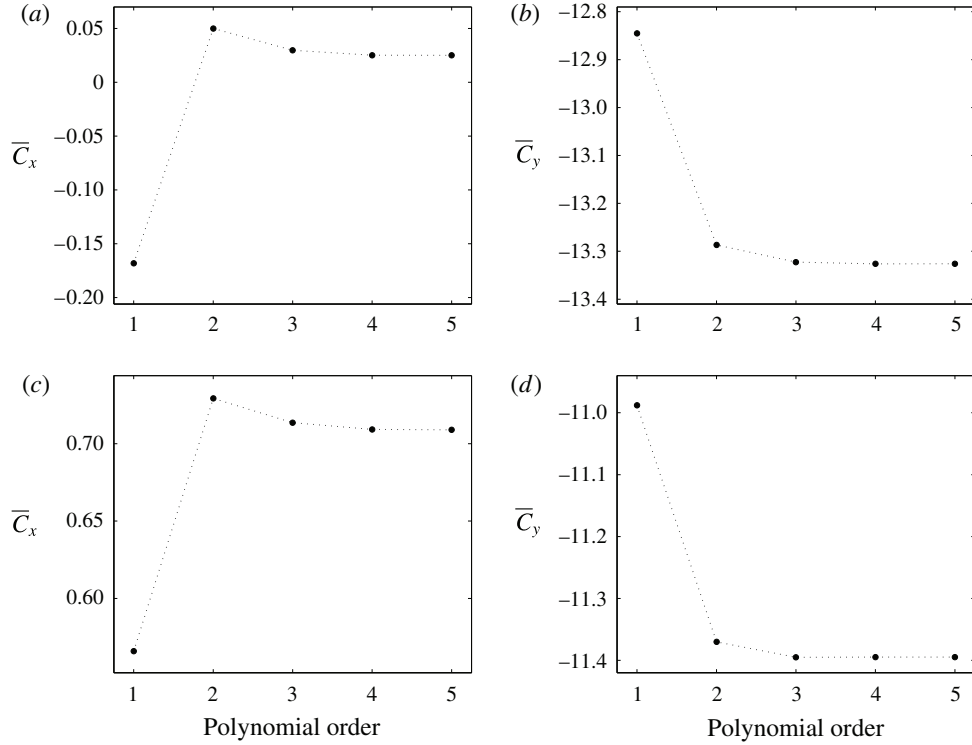 (a)
0.05
0
−0.05
−0.10
−0.15
−0.20
C̅x
1 2 3 4 5
(b)
−12.8
−12.9
−13.0
−13.1
−13.2
−13.3
−13.4
C̅y
1 2 3 4 5
(c)
0.70
0.65
0.60
C̅x
1 2 3 4 5
Polynomial order
(d)
−11.0
−11.1
−11.2
−11.3
−11.4
C̅y
1 2 3 4 5
Polynomial order